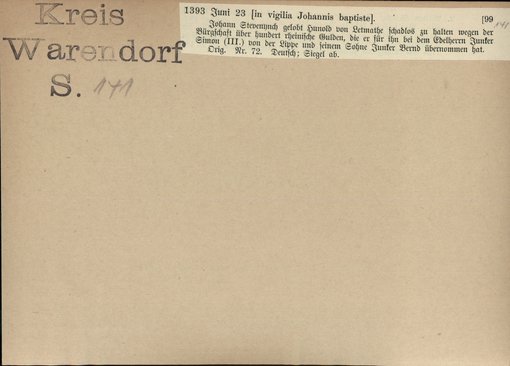 Kreis
Warendorf
S. 141
1393 Juni 23 [in vigilia Johannis baptiste]. [99
141
Johann gelobt Hunold von Letmathe schadlos zu halten wegen der
Bürgschaft über hundert rheinische Gulden, die er für ihn bei dem Edelherrn Junker
Simon (III.) von der Lippe und seinem Sohne Junker Bernd übernommen hat.
Orig. Nr. 72. Deutsch; Siegel ab.